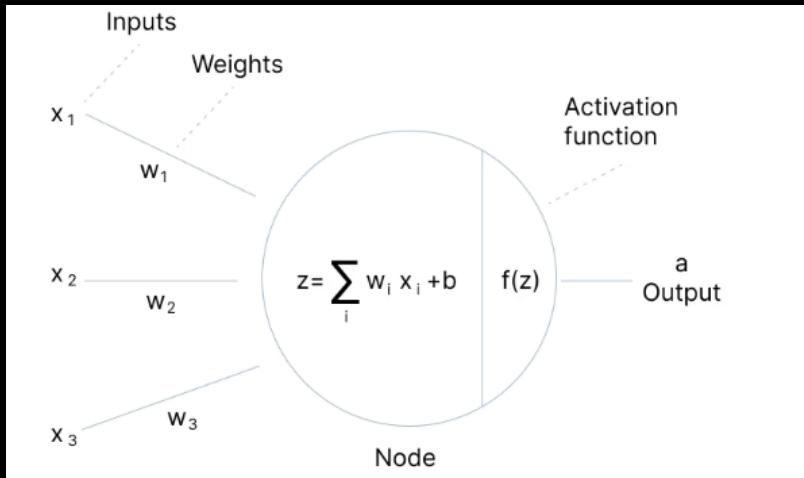 Inputs
Weights
Activation
function
x₁
w₁
x₂
w₂
z= ∑ wᵢ xᵢ +b
i
f(z)
a
Output
x₃
w₃
Node